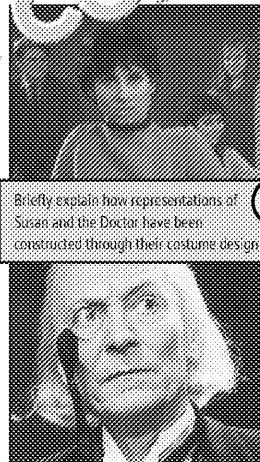 Briefly explain how representations of
Susan and the Doctor have been
constructed through their costume design